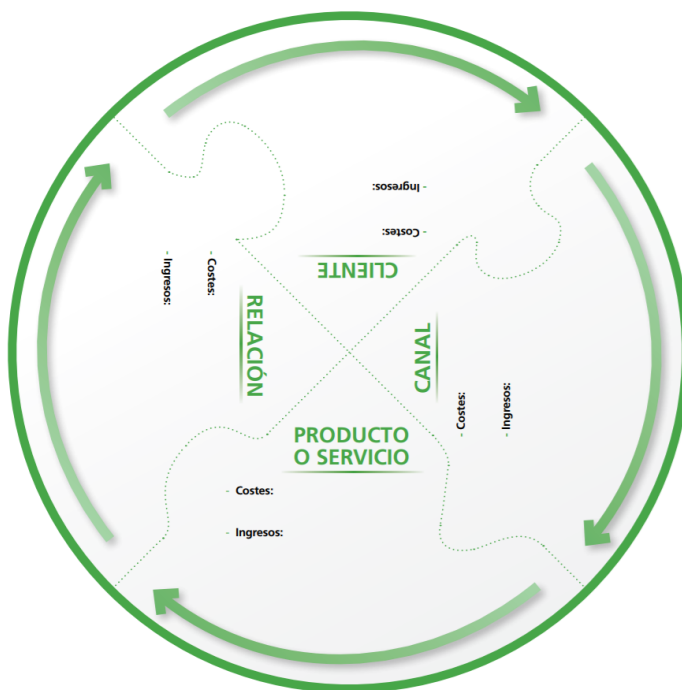 CLIENTE
- Costes:
- Ingresos:
CANAL
- Costes:
- Ingresos:
PRODUCTO
O SERVICIO
- Costes:
- Ingresos:
RELACIÓN
- Costes:
- Ingresos: